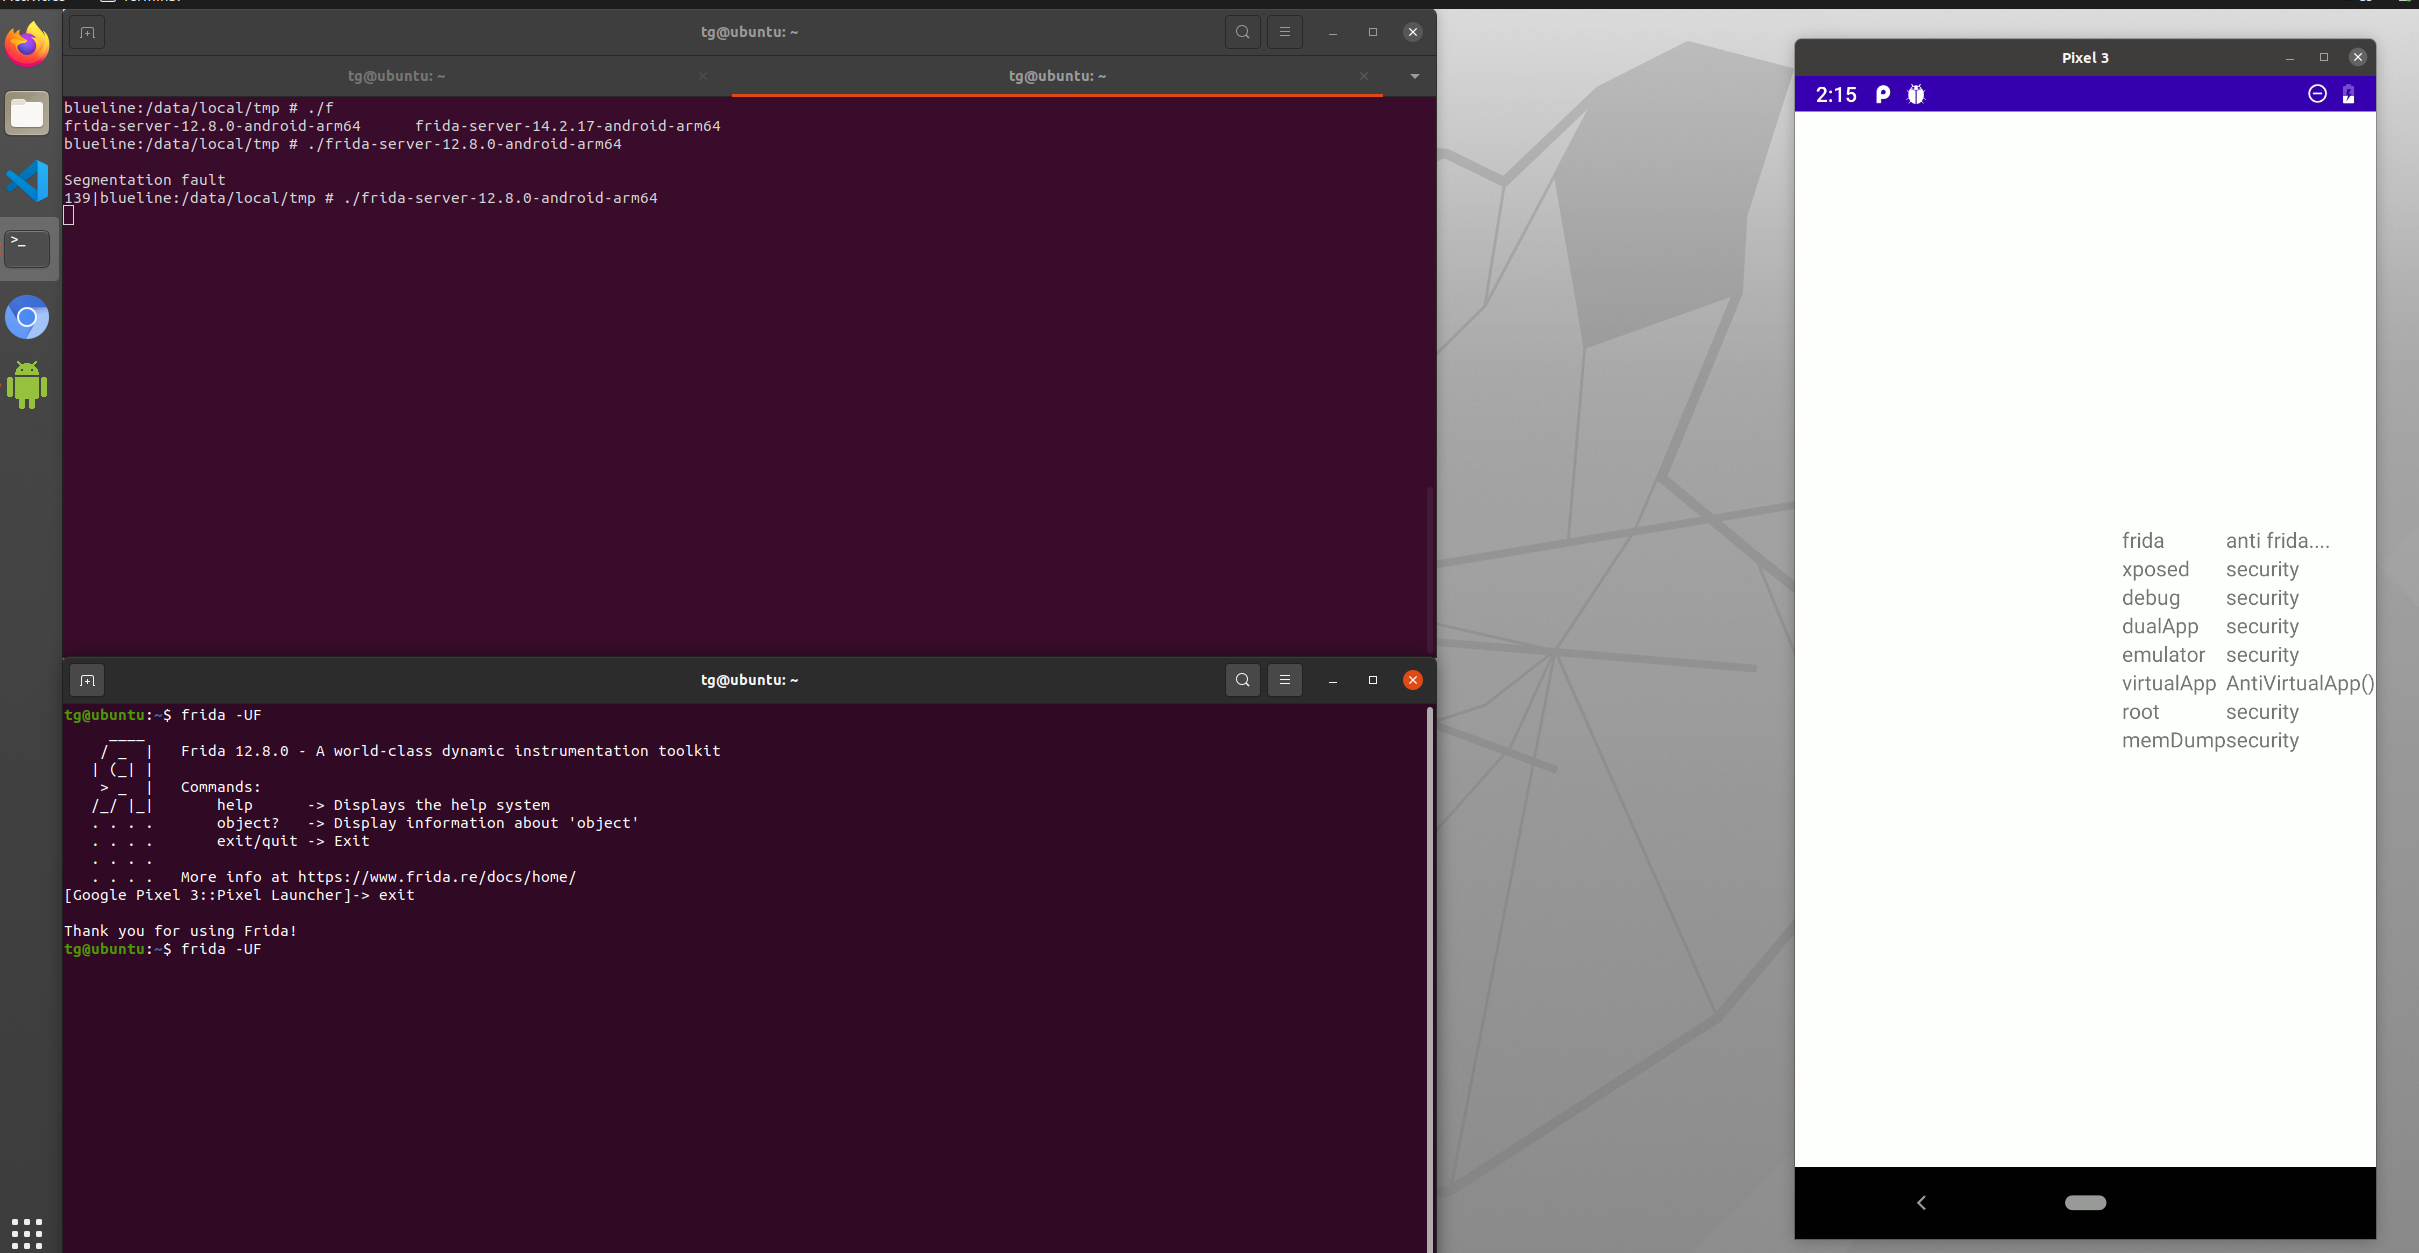 tg@ubuntu: ~
tg@ubuntu: ~
tg@ubuntu: ~
blueline:/data/local/tmp # ./f
frida-server-12.8.0-android-arm64      frida-server-14.2.17-android-arm64
blueline:/data/local/tmp # ./frida-server-12.8.0-android-arm64
Segmentation fault
139|blueline:/data/local/tmp # ./frida-server-12.8.0-android-arm64
tg@ubuntu: ~
tg@ubuntu:~$ frida -UF
     ____
    / _  |   Frida 12.8.0 - A world-class dynamic instrumentation toolkit
   | (_| |
    > _  |   Commands:
   /_/ |_|       help      -> Displays the help system
   . . . .       object?   -> Display information about 'object'
   . . . .       exit/quit -> Exit
   . . . .
   . . . .   More info at https://www.frida.re/docs/home/
[Google Pixel 3::Pixel Launcher]-> exit
Thank you for using Frida!
tg@ubuntu:~$ frida -UF
Pixel 3
2:15
frida anti frida....
xposed security
debug security
dualApp security
emulator security
virtualApp AntiVirtualApp()
root security
memDumpsecurity